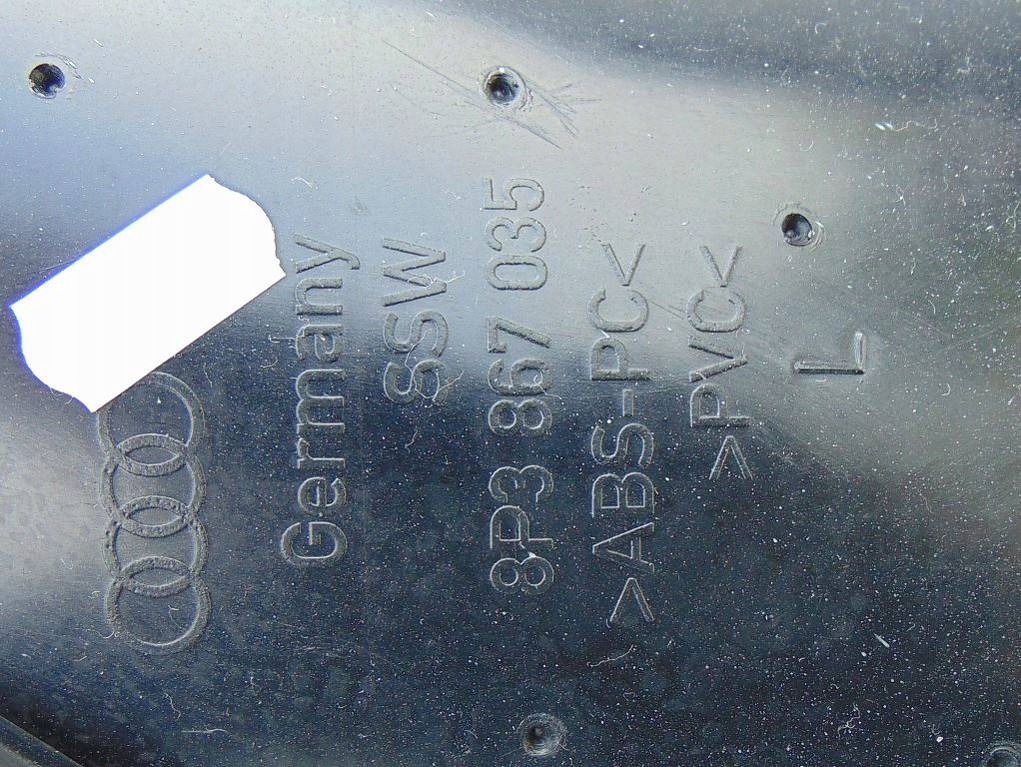 Germany
SSW
8P3 867 035
>ABS-PC<
>PVC<
L